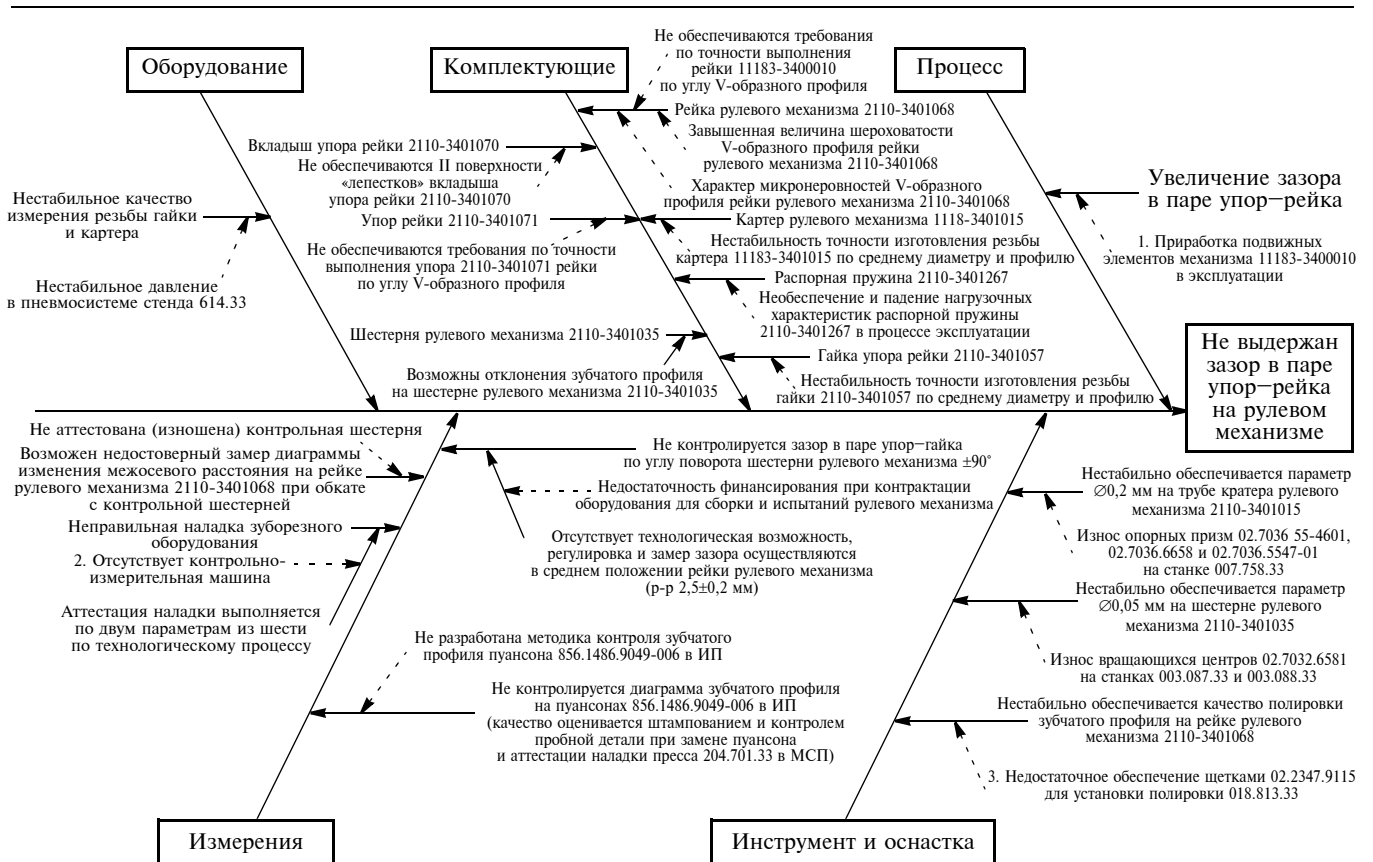 Оборудование
Комплектующие
Процесс
Не обеспечиваются требования
по точности выполнения
рейки 11183-3400010
по углу V-образного профиля
Рейка рулевого механизма 2110-3401068
Завышенная величина шероховатости
V-образного профиля рейки
рулевого механизма 2110-3401068
Вкладыш упора рейки 2110-3401070
Не обеспечиваются II поверхности
«лепестков» вкладыша
упора рейки 2110-3401070
Характер микронеровностей V-образного
профиля рейки рулевого механизма 2110-3401068
Упор рейки 2110-3401071
Картер рулевого механизма 1118-3401015
Не обеспечиваются требования по точности
выполнения упора 2110-3401071 рейки
по углу V-образного профиля
Нестабильность точности изготовления резьбы
картера 11183-3401015 по среднему диаметру и профилю
Распорная пружина 2110-3401267
Необеспечение и падение нагрузочных
характеристик распорной пружины
2110-3401267 в процессе эксплуатации
Шестерня рулевого механизма 2110-3401035
Возможны отклонения зубчатого профиля
на шестерне рулевого механизма 2110-3401035
Гайка упора рейки 2110-3401057
Нестабильность точности изготовления резьбы
гайки 2110-3401057 по среднему диаметру и профилю
Нестабильное качество
измерения резьбы гайки
и картера
Нестабильное давление
в пневмосистеме стенда 614.33
Увеличение зазора
в паре упор—рейка
1. Приработка подвижных
элементов механизма 11183-3400010
в эксплуатации
Не выдержан
зазор в паре
упор—рейка
на рулевом
механизме
Не аттестована (изношена) контрольная шестерня
Возможен недостоверный замер диаграммы
изменения межосевого расстояния на рейке
рулевого механизма 2110-3401068 при обкате
с контрольной шестерней
Неправильная наладка зуборезного
оборудования
2. Отсутствует контрольно-
измерительная машина
Аттестация наладки выполняется
по двум параметрам из шести
по технологическому процессу
Не контролируется зазор в паре упор—гайка
по углу поворота шестерни рулевого механизма ±90°
Недостаточность финансирования при контрактации
оборудования для сборки и испытаний рулевого механизма
Отсутствует технологическая возможность,
регулировка и замер зазора осуществляются
в среднем положении рейки рулевого механизма
(р-р 2,5±0,2 мм)
Не разработана методика контроля зубчатого
профиля пуансона 856.1486.9049-006 в ИП
Не контролируется диаграмма зубчатого профиля
на пуансонах 856.1486.9049-006 в ИП
(качество оценивается штампованием и контролем
пробной детали при замене пуансона
и аттестации наладки пресса 204.701.33 в МСП)
Нестабильно обеспечивается параметр
∅0,2 мм на трубе кратера рулевого
механизма 2110-3401015
Износ опорных призм 02.7036 55-4601,
02.7036.6658 и 02.7036.5547-01
на станке 007.758.33
Нестабильно обеспечивается параметр
∅0,05 мм на шестерне рулевого
механизма 2110-3401035
Износ вращающихся центров 02.7032.6581
на станках 003.087.33 и 003.088.33
Нестабильно обеспечивается качество полировки
зубчатого профиля на рейке рулевого
механизма 2110-3401068
3. Недостаточное обеспечение щетками 02.2347.9115
для установки полировки 018.813.33
Измерения
Инструмент и оснастка